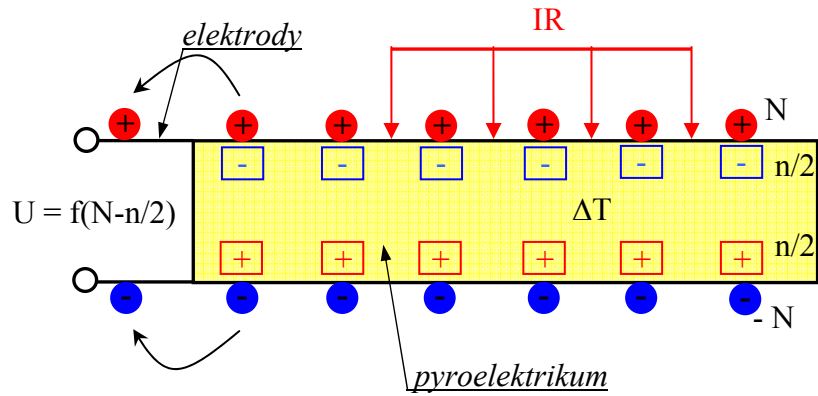 elektrody
IR
N
+ + + + + + +
- - - - - - n/2
U = f(N-n/2)
ΔT
n/2
+ + + + + +
- - - - - - -
- N
pyroelektrikum